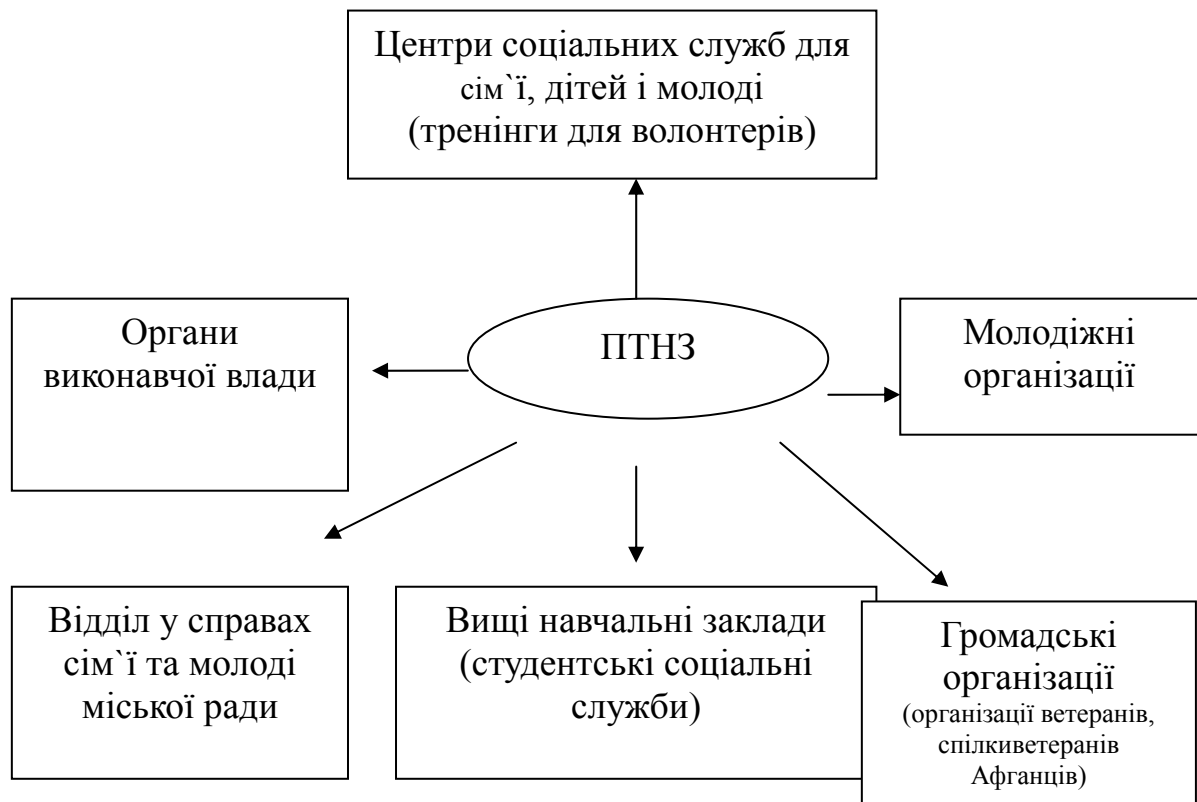 Центри соціальних служб для
сім`ї, дітей і молоді
(тренінги для волонтерів)
Органи
виконавчої влади
ПТНЗ
Молодіжні
організації
Відділ у справах
сім`ї та молоді
міської ради
Вищі навчальні заклади
(студентські соціальні
служби)
Громадські
організації
(організації ветеранів,
спілкиветеранів
Афганців)